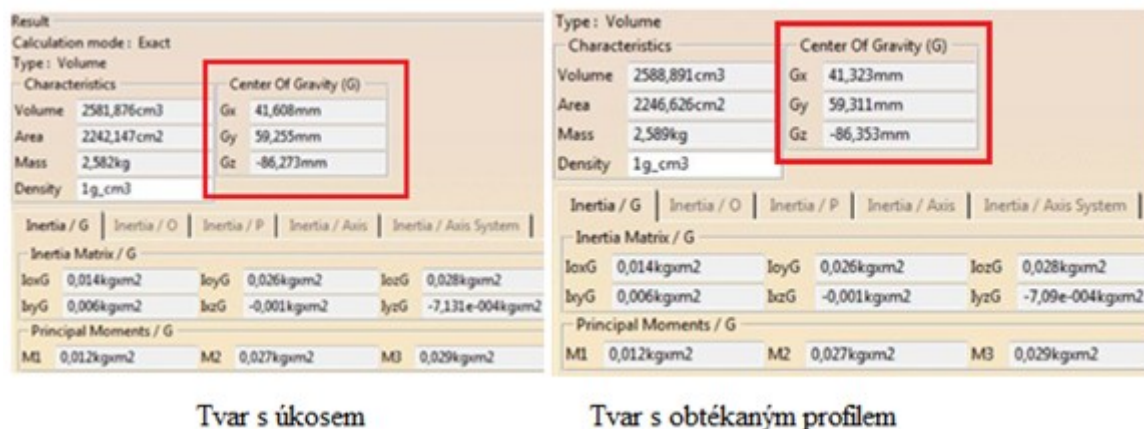 Result
Calculation mode : Exact
Type : Volume
Characteristics
Center Of Gravity (G)
Volume 2581,876cm3 Gx 41,608mm
Area 2242,147cm2 Gy 59,255mm
Mass 2,582kg Gz -86,273mm
Density 1g_cm3
Inertia / G Inertia / O Inertia / P Inertia / Axis Inertia / Axis System
Inertia Matrix / G
IoxG 0,014kgxm2 IoyG 0,026kgxm2 IozG 0,028kgxm2
IxyG 0,006kgxm2 IxzG -0,001kgxm2 IyzG -7,131e-004kgxm2
Principal Moments / G
M1 0,012kgxm2 M2 0,027kgxm2 M3 0,029kgxm2
Tvar s úkosem
Type : Volume
Characteristics
Center Of Gravity (G)
Volume 2588,891cm3 Gx 41,323mm
Area 2246,626cm2 Gy 59,311mm
Mass 2,589kg Gz -86,353mm
Density 1g_cm3
Inertia / G Inertia / O Inertia / P Inertia / Axis Inertia / Axis System
Inertia Matrix / G
IoxG 0,014kgxm2 IoyG 0,026kgxm2 IozG 0,028kgxm2
IxyG 0,006kgxm2 IxzG -0,001kgxm2 IyzG -7,09e-004kgxm2
Principal Moments / G
M1 0,012kgxm2 M2 0,027kgxm2 M3 0,029kgxm2
Tvar s obtékaným profilem